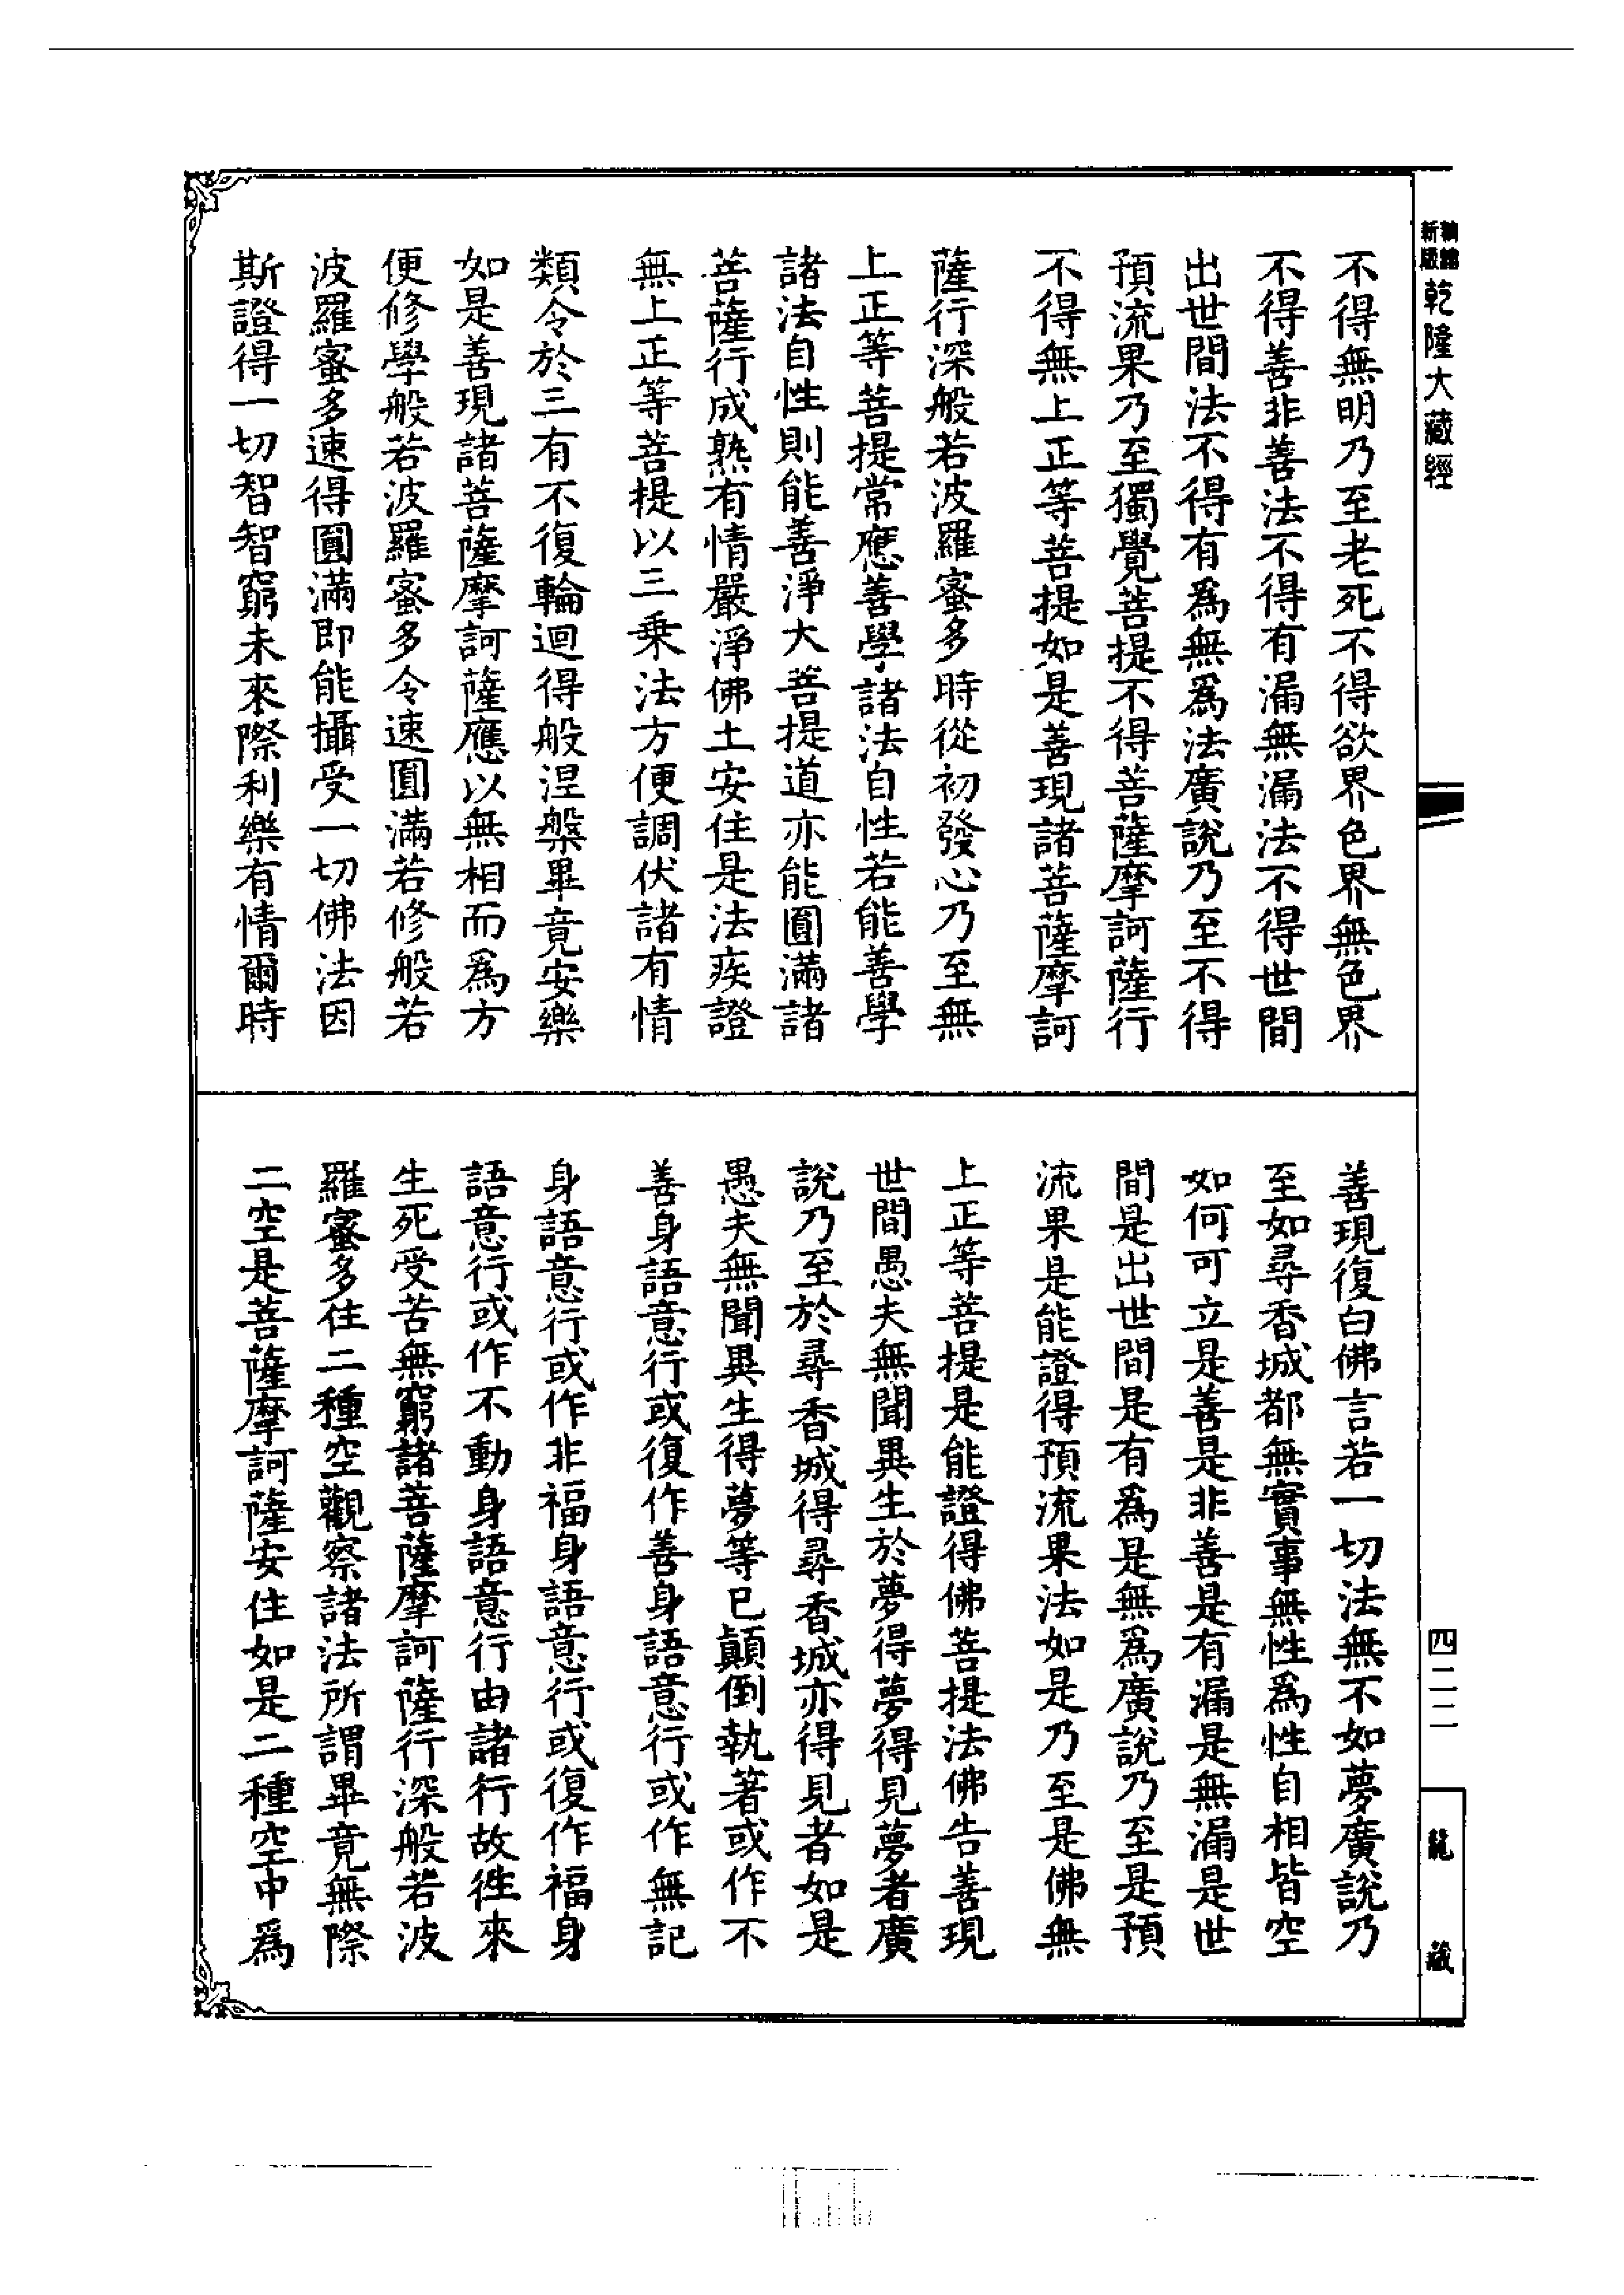 新編縮版乾隆大藏經
不得無明乃至老死不得欲界色界無色界
不得善非善法不得有漏無漏法不得世間
出世間法不得有爲無爲法廣說乃至不得
預流果乃至獨覺菩提不得菩薩摩訶薩行
不得無上正等菩提如是善現諸菩薩摩訶
薩行深般若波羅蜜多時從初發心乃至無
上正等菩提常應善學諸法自性若能善學
諸法自性則能善淨大菩提道亦能圓滿諸
菩薩行成熟有情嚴淨佛土安住是法疾證
無上正等菩提以三乗法方便調伏諸有情
類令於三有不復輪迴得般涅槃畢竟安樂
如是善現諸菩薩摩訶薩應以無相而爲方
便修學般若波羅蜜多令速圓滿若修般若
波羅蜜多速得圓滿即能攝受一切佛法因
斯證得一切智智窮未來際利樂有情爾時
善現復白佛言若一切法無不如夢廣說乃
至如尋香城都無實事無性爲性自相皆空
如何可立是善是非善是有漏是無漏是世
間是出世間是有爲是無爲廣說乃至是預
流果是能證得預流果法如是乃至是佛無
上正等菩提是能證得佛菩提法佛告善現
世間愚夫無聞異生於夢得夢得見夢者廣
說乃至於尋香城得尋香城亦得見者如是
愚夫無聞異生得夢等已顛倒執著或作不
善身語意行或復作善身語意行或作無記
身語意行或作非福身語意行或復作福身
語意行或作不動身語意行由諸行故徃來
生死受苦無窮諸菩薩摩訶薩行深般若波
羅蜜多住二種空觀察諸法所謂畢竟無際
二空是菩薩摩訶薩安住如是二種空中爲
四二二
龍藏